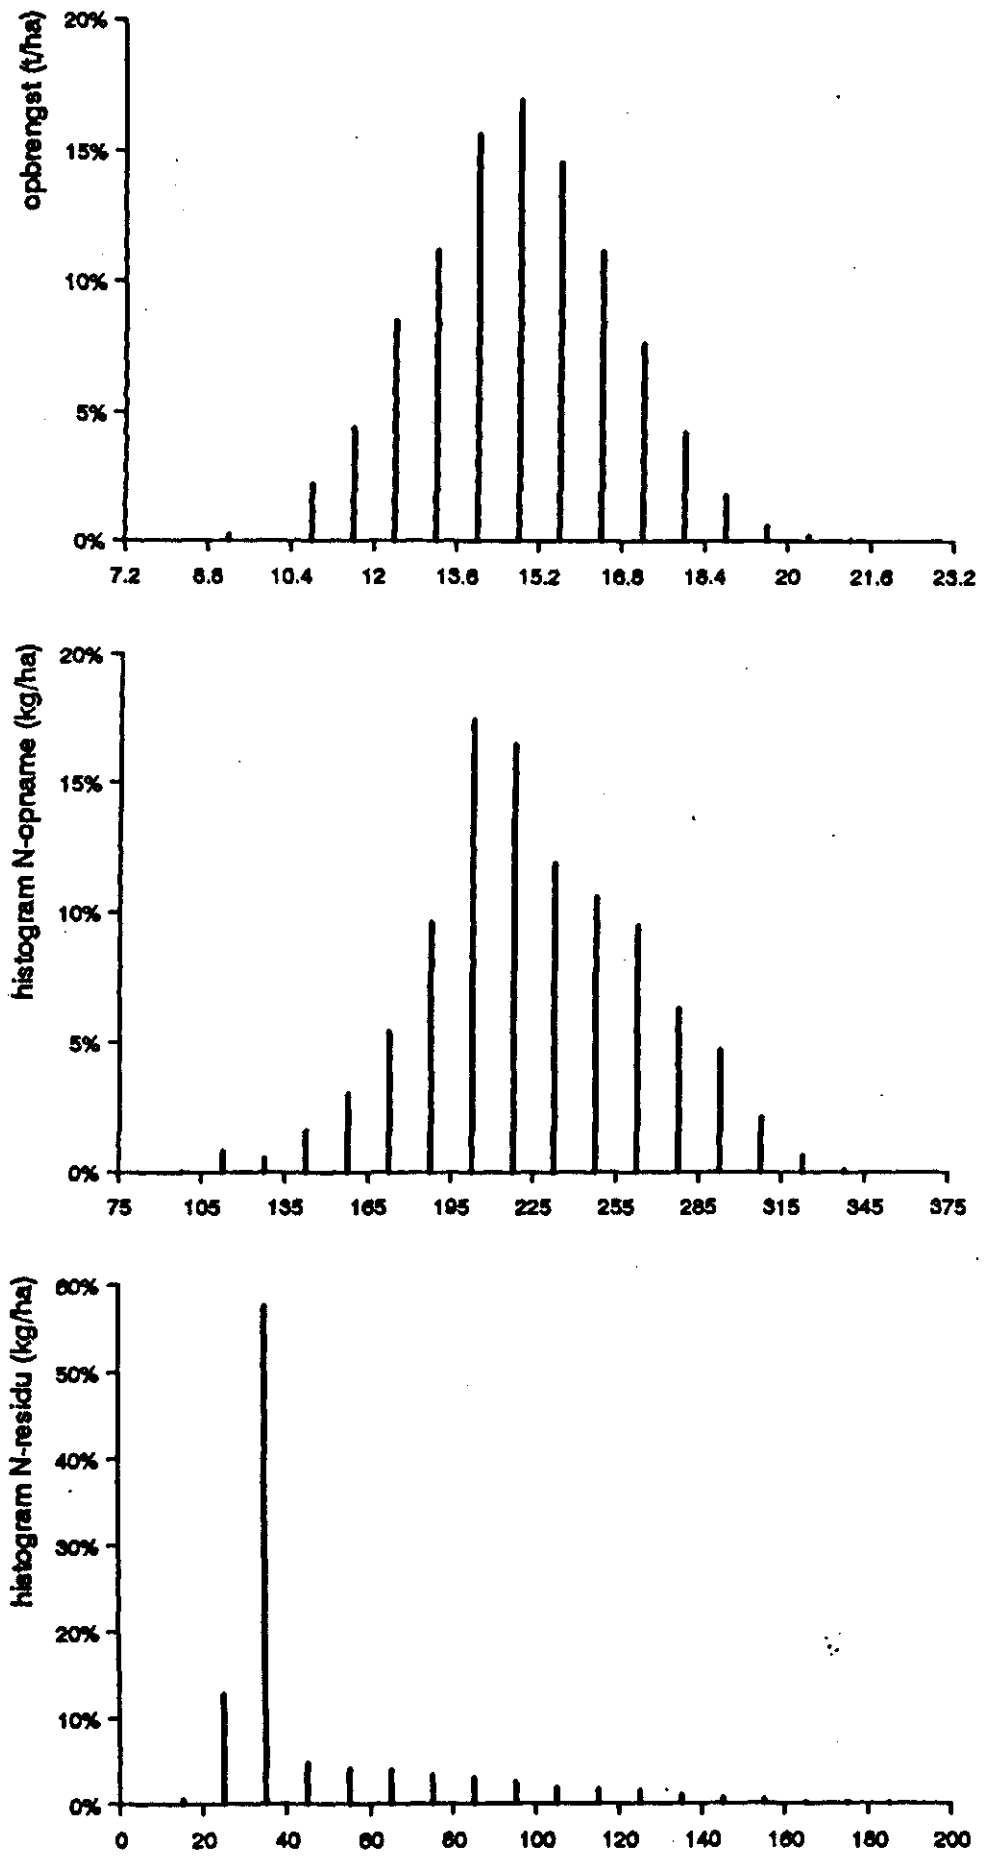 opbrengst (t/ha)
20%
15%
10%
5%
0%
7.2 8.8 10.4 12 13.6 15.2 16.8 18.4 20 21.6 23.2
histogram N-opname (kg/ha)
20%
15%
10%
5%
0%
75 105 135 165 195 225 255 285 315 345 375
histogram N-residu (kg/ha)
60%
50%
40%
30%
20%
10%
0%
0 20 40 60 80 100 120 140 160 180 200